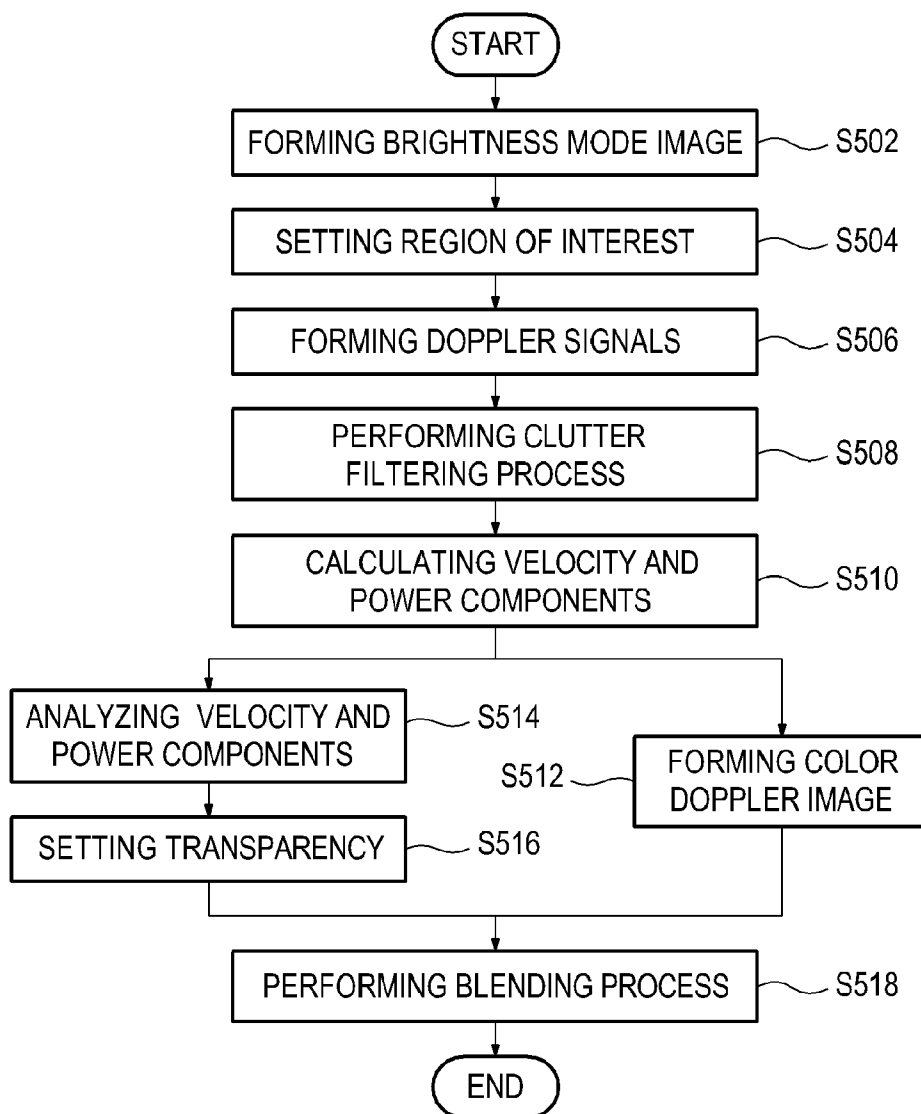 START
FORMING BRIGHTNESS MODE IMAGE
S502
SETTING REGION OF INTEREST
S504
FORMING DOPPLER SIGNALS
S506
PERFORMING CLUTTER
FILTERING PROCESS
S508
CALCULATING VELOCITY AND
POWER COMPONENTS
S510
ANALYZING VELOCITY AND
POWER COMPONENTS
S514
S512
FORMING COLOR
DOPPLER IMAGE
SETTING TRANSPARENCY
S516
PERFORMING BLENDING PROCESS
S518
END